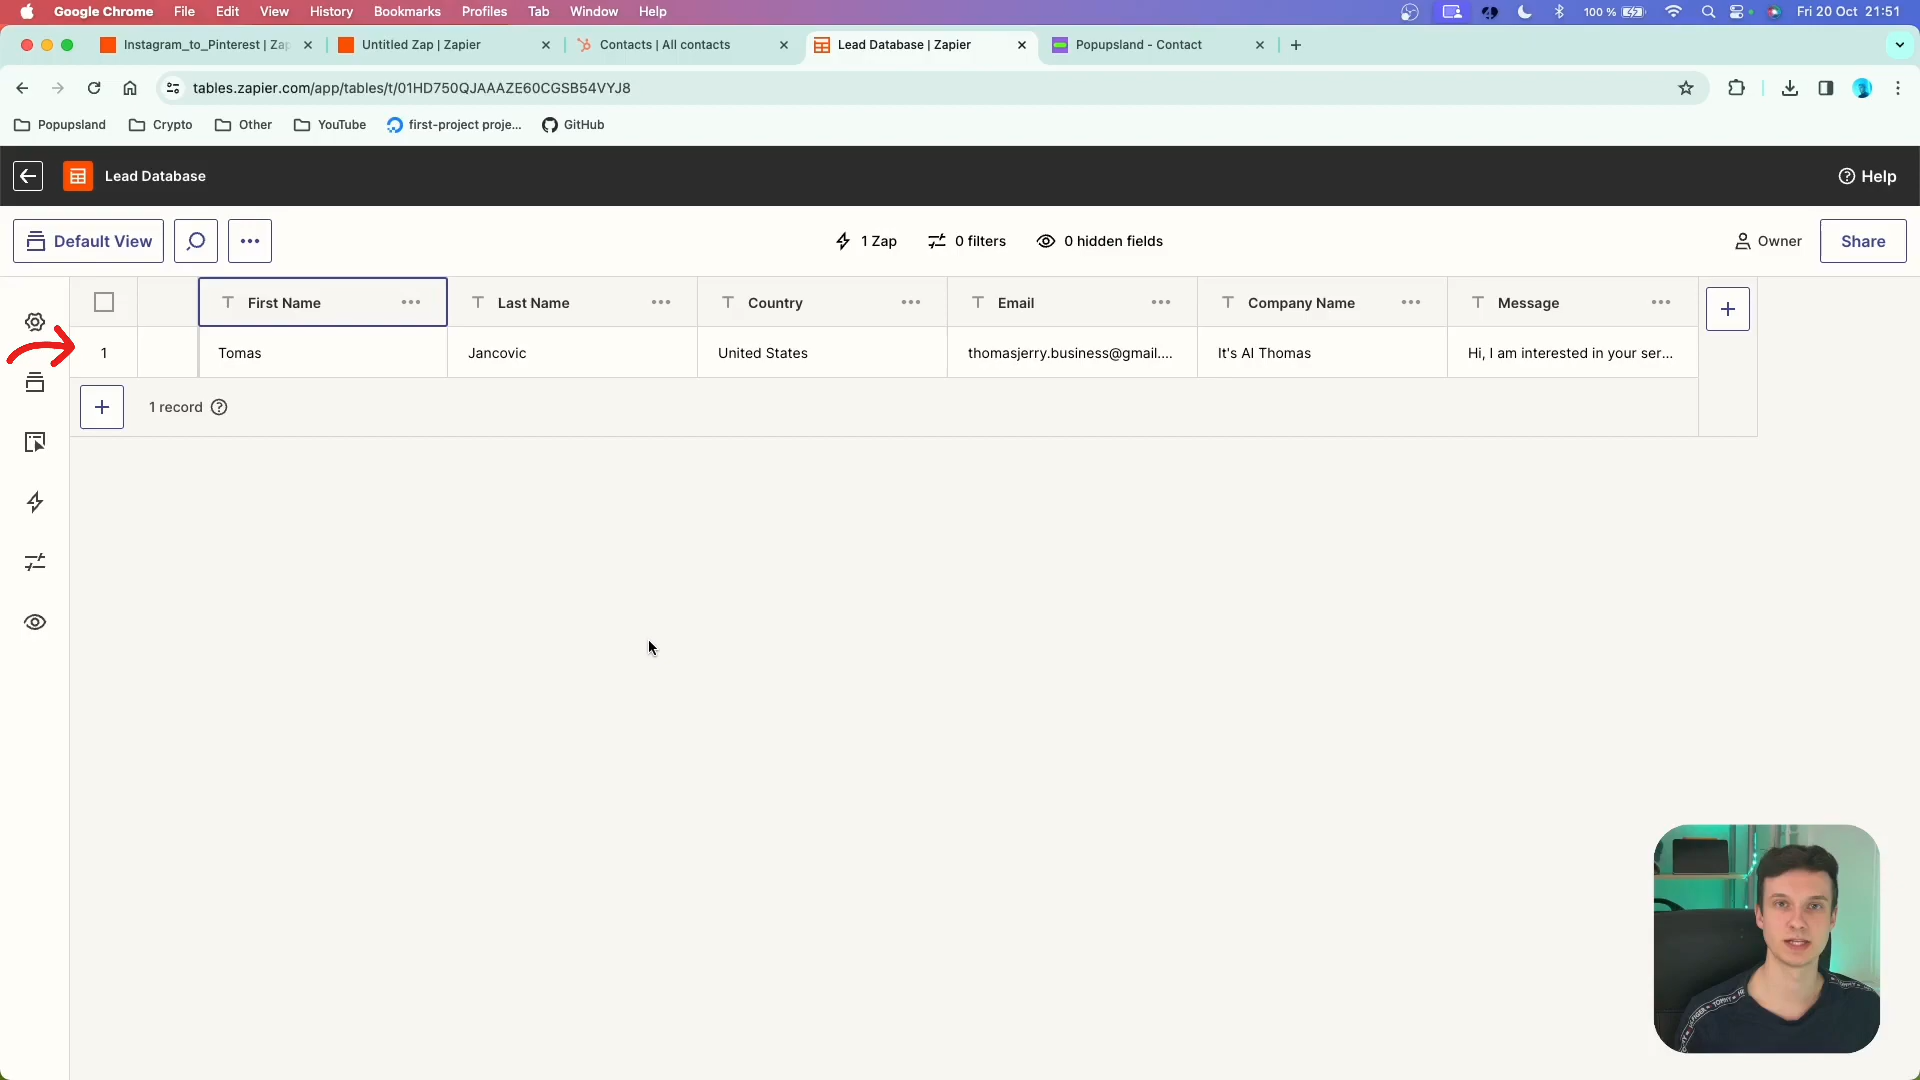 Google Chrome File Edit View History Bookmarks Profiles Tab Window Help 100 % Fri 20 Oct 21:51
Instagram_to_Pinterest | Zap Untitled Zap | Zapier Contacts | All contacts Lead Database | Zapier Popupsland - Contact
tables.zapier.com/app/tables/t/01HD750QJAAAZE60CGSB54VYJ8
Popupsland Crypto Other YouTube first-project proje... GitHub
Lead Database Help
Default View 1 Zap 0 filters 0 hidden fields Owner Share
First Name Last Name Country Email Company Name Message
1 Tomas Jancovic United States thomasjerry.business@gmail.... It's AI Thomas Hi, I am interested in your ser...
1 record
TOMMY